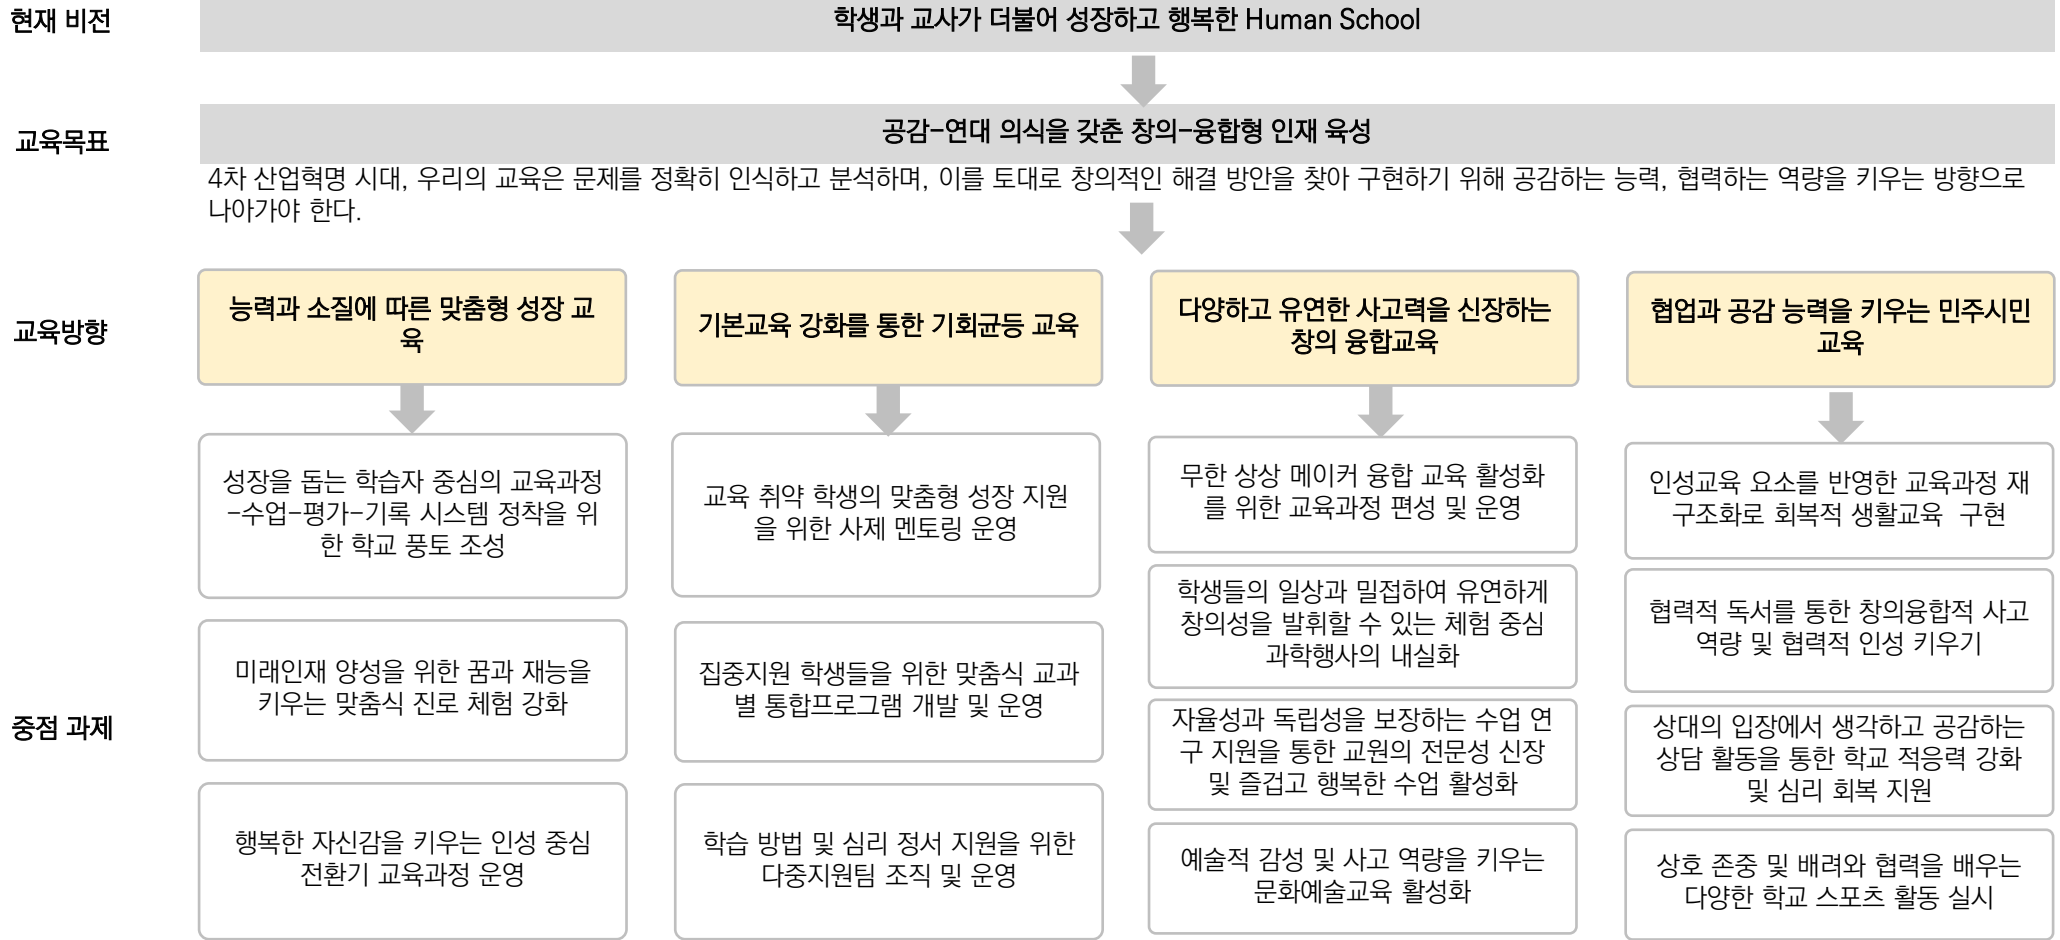 현재 비전
학생과 교사가 더불어 성장하고 행복한 Human School
교육목표
공감-연대 의식을 갖춘 창의-융합형 인재 육성
4차 산업혁명 시대, 우리의 교육은 문제를 정확히 인식하고 분석하며, 이를 토대로 창의적인 해결 방안을 찾아 구현하기 위해 공감하는 능력, 협력하는 역량을 키우는 방향으로
나아가야 한다.
교육방향
능력과 소질에 따른 맞춤형 성장 교
육
기본교육 강화를 통한 기회균등 교육
다양하고 유연한 사고력을 신장하는
창의 융합교육
협업과 공감 능력을 키우는 민주시민
교육
중점 과제
성장을 돕는 학습자 중심의 교육과정
-수업-평가-기록 시스템 정착을 위
한 학교 풍토 조성
미래인재 양성을 위한 꿈과 재능을
키우는 맞춤식 진로 체험 강화
행복한 자신감을 키우는 인성 중심
전환기 교육과정 운영
교육 취약 학생의 맞춤형 성장 지원
을 위한 사제 멘토링 운영
집중지원 학생들을 위한 맞춤식 교과
별 통합프로그램 개발 및 운영
학습 방법 및 심리 정서 지원을 위한
다중지원팀 조직 및 운영
무한 상상 메이커 융합 교육 활성화
를 위한 교육과정 편성 및 운영
학생들의 일상과 밀접하여 유연하게
창의성을 발휘할 수 있는 체험 중심
과학행사의 내실화
자율성과 독립성을 보장하는 수업 연
구 지원을 통한 교원의 전문성 신장
및 즐겁고 행복한 수업 활성화
예술적 감성 및 사고 역량을 키우는
문화예술교육 활성화
인성교육 요소를 반영한 교육과정 재
구조화로 회복적 생활교육  구현
협력적 독서를 통한 창의융합적 사고
역량 및 협력적 인성 키우기
상대의 입장에서 생각하고 공감하는
상담 활동을 통한 학교 적응력 강화
및 심리 회복 지원
상호 존중 및 배려와 협력을 배우는
다양한 학교 스포츠 활동 실시